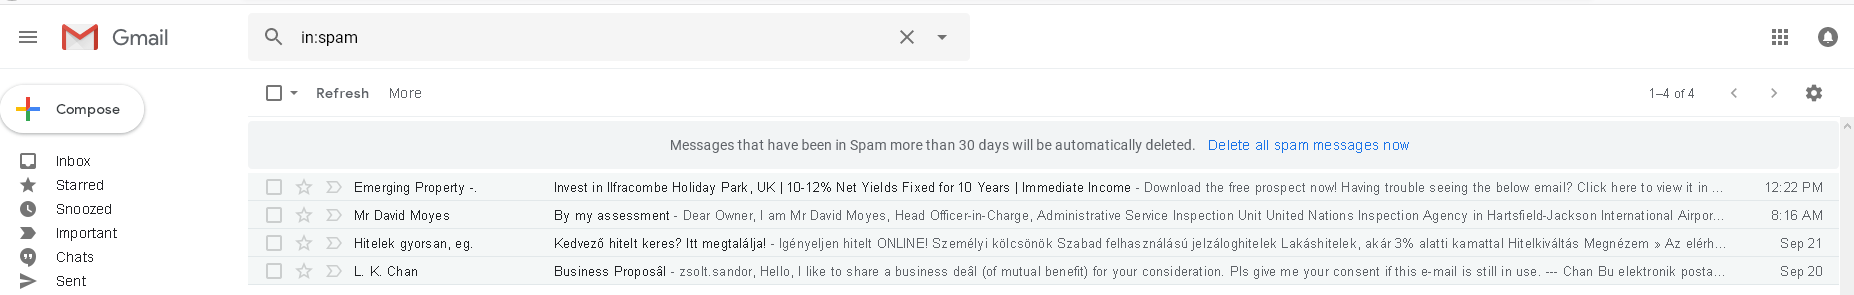 Gmail
in:spam
Compose
Refresh More 1–4 of 4
Messages that have been in Spam more than 30 days will be automatically deleted. Delete all spam messages now
Inbox
Starred
Snoozed
Important
Chats
Sent
Emerging Property -. Invest in Ilfracombe Holiday Park, UK | 10-12% Net Yields Fixed for 10 Years | Immediate Income - Download the free prospect now! Having trouble seeing the below email? Click here to view it in ... 12:22 PM
Mr David Moyes By my assessment - Dear Owner, I am Mr David Moyes, Head Officer-in-Charge, Administrative Service Inspection Unit United Nations Inspection Agency in Hartsfield-Jackson International Airpor... 8:16 AM
Hitelek gyorsan, eg. Kedvező hitelt keres? Itt megtalálja! - Igényeljen hitelt ONLINE! Személyi kölcsönök Szabad felhasználású jelzáloghitelek Lakáshitelek, akár 3% alatti kamattal Hitelkiváltás Megnézem » Az elérh... Sep 21
L. K. Chan Business Proposâl - zsolt.sandor, Hello, I like to share a business deâl (of mutual benefit) for your consideration. Pls give me your consent if this e-mail is still in use. --- Chan Bu elektronik posta... Sep 20